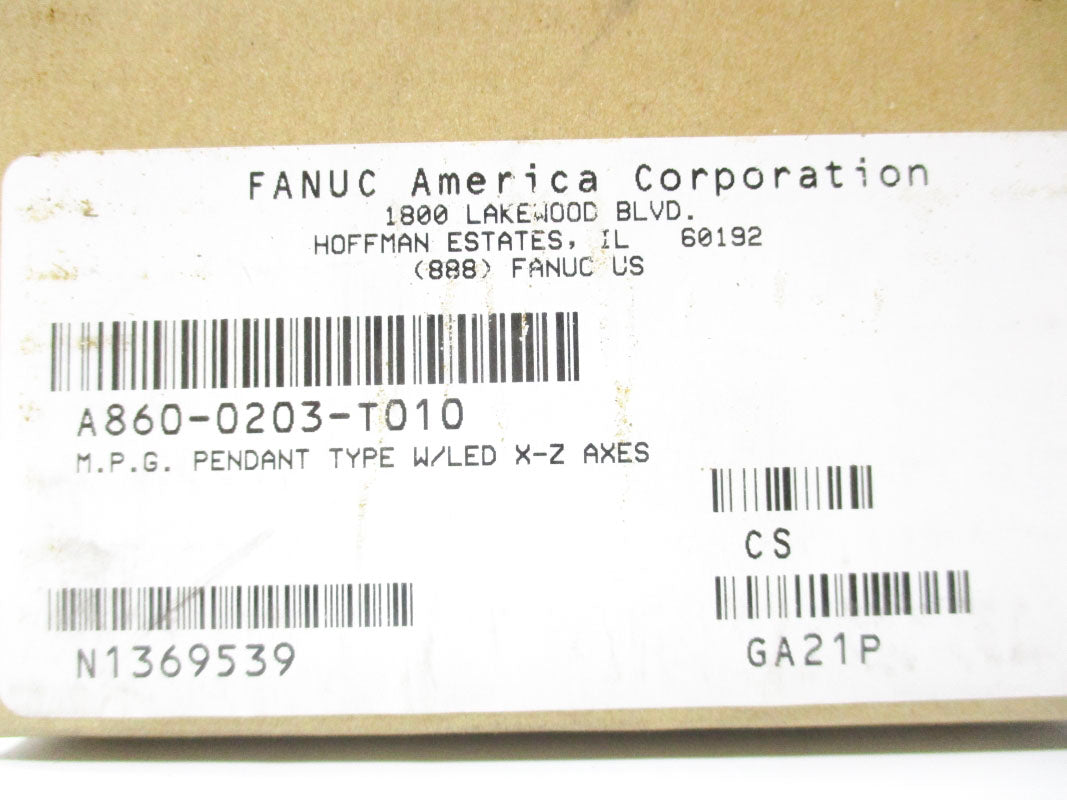 FANUC America Corporation
1800 LAKEWOOD BLVD.
HOFFMAN ESTATES, IL 60192
(888) FANUC US
A860-0203-T010
M.P.G. PENDANT TYPE W/LED X-Z AXES
CS
N1369539
GA21P